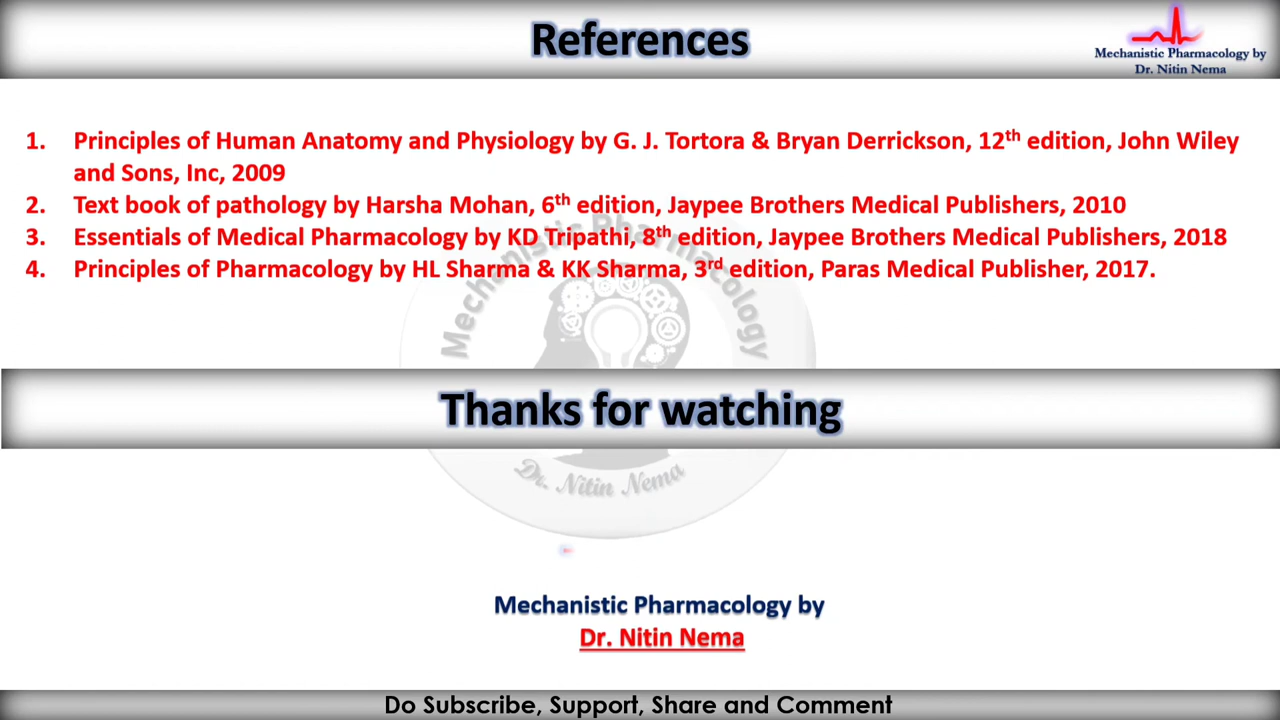 References
Mechanistic Pharmacology by
Dr. Nitin Nema
1. Principles of Human Anatomy and Physiology by G. J. Tortora & Bryan Derrickson, 12th edition, John Wiley
and Sons, Inc, 2009
2. Text book of pathology by Harsha Mohan, 6th edition, Jaypee Brothers Medical Publishers, 2010
3. Essentials of Medical Pharmacology by KD Tripathi, 8th edition, Jaypee Brothers Medical Publishers, 2018
4. Principles of Pharmacology by HL Sharma & KK Sharma, 3rd edition, Paras Medical Publisher, 2017.
Mechanistic Pharmacology
Thanks for watching
Dr. Nitin Nema
Mechanistic Pharmacology by
Dr. Nitin Nema
Do Subscribe, Support, Share and Comment